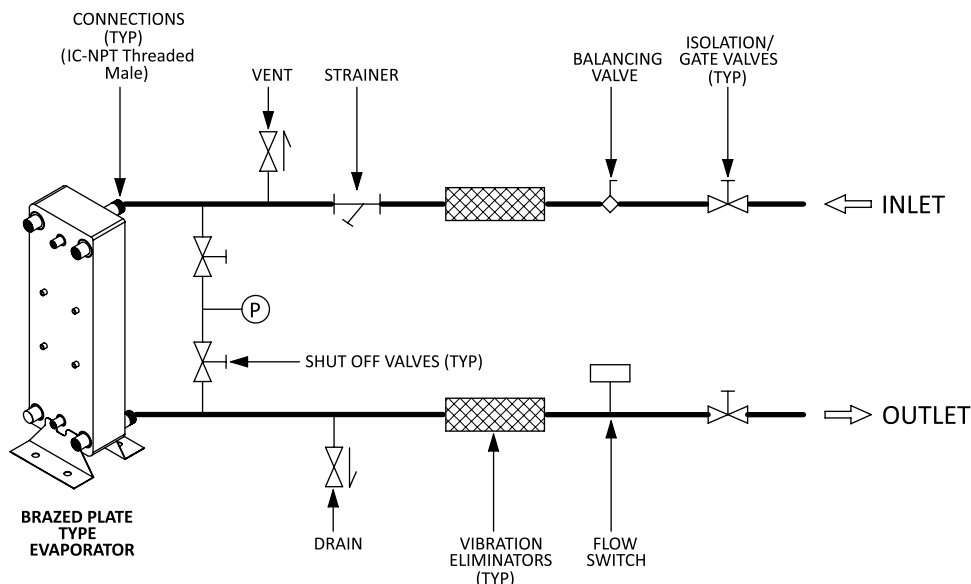 CONNECTIONS
(TYP)
(IC-NPT Threaded
Male)
VENT
STRAINER
BALANCING
VALVE
ISOLATION/
GATE VALVES
(TYP)
INLET
P
SHUT OFF VALVES (TYP)
OUTLET
BRAZED PLATE
TYPE
EVAPORATOR
DRAIN
VIBRATION
ELIMINATORS
(TYP)
FLOW
SWITCH